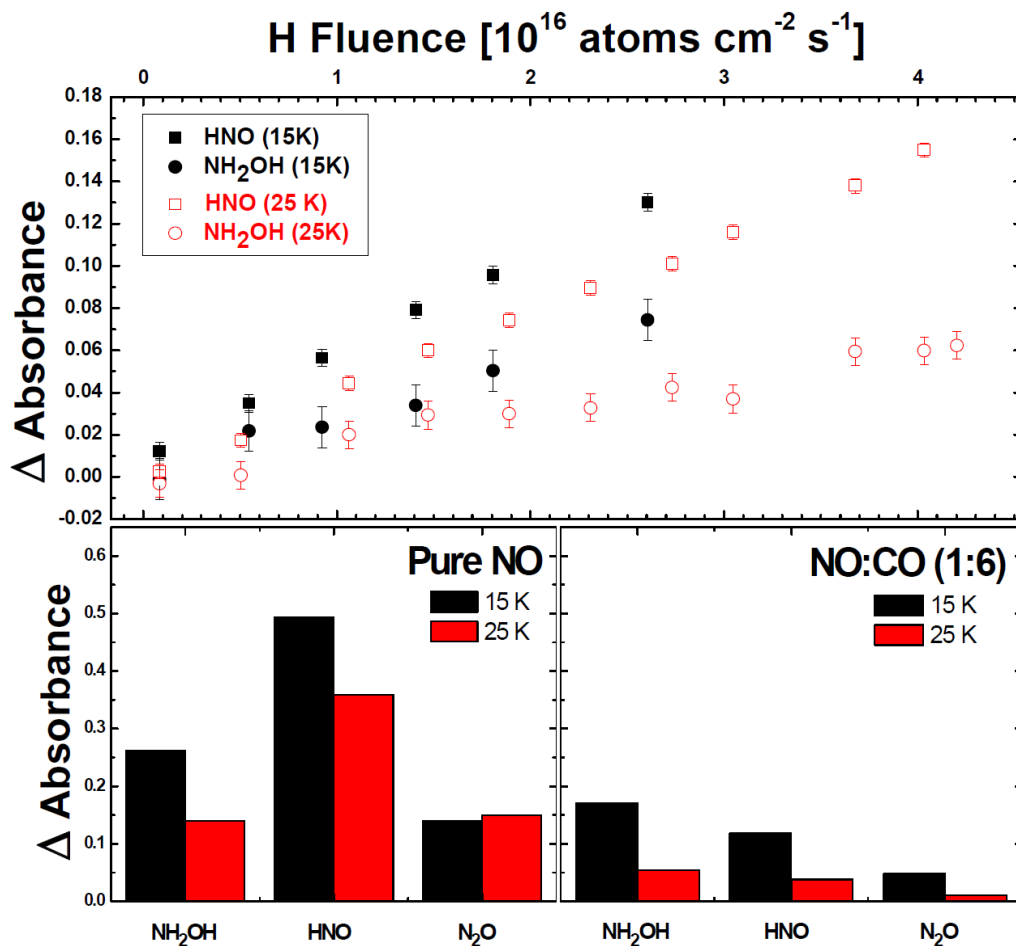 H Fluence [10^16 atoms cm^-2 s^-1]
0 1 2 3 4
Δ Absorbance
0.18
0.16
0.14
0.12
0.10
0.08
0.06
0.04
0.02
0.00
-0.02
HNO (15K)
NH₂OH (15K)
HNO (25 K)
NH₂OH (25K)
Δ Absorbance
0.6
0.5
0.4
0.3
0.2
0.1
0.0
Pure NO
15 K
25 K
NH₂OH HNO N₂O
NO:CO (1:6)
15 K
25 K
NH₂OH HNO N₂O